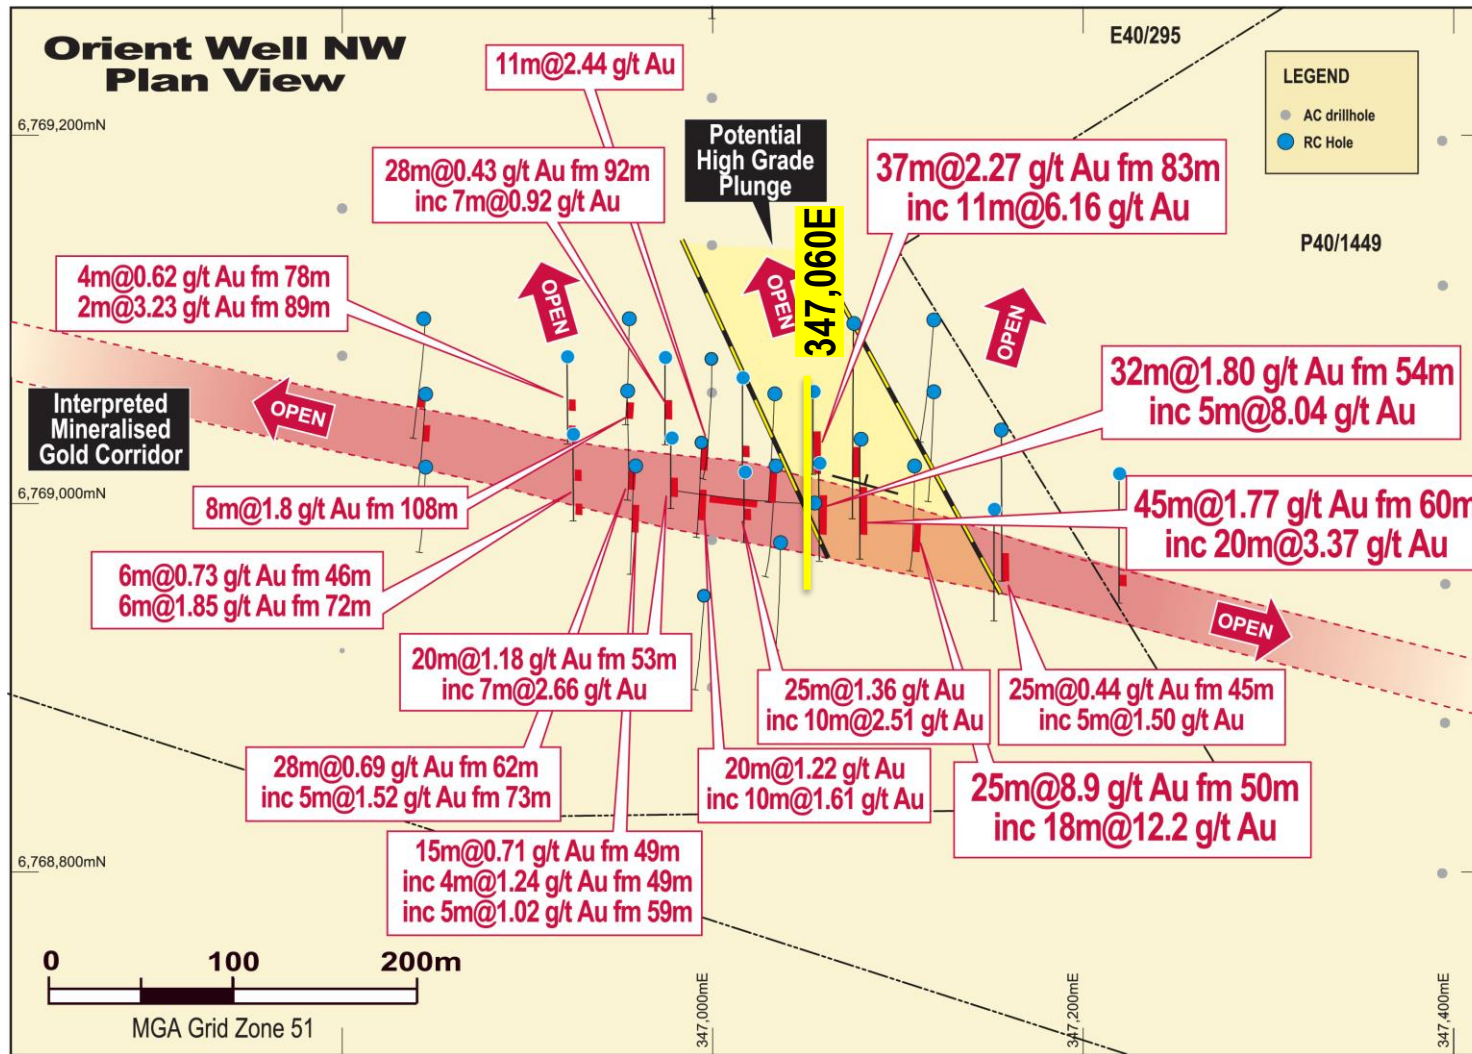 Orient Well NW
Plan View
E40/295
LEGEND
AC drillhole
RC Hole
6,769,200mN
11m@2.44 g/t Au
Potential
High Grade
Plunge
28m@0.43 g/t Au fm 92m
inc 7m@0.92 g/t Au
37m@2.27 g/t Au fm 83m
inc 11m@6.16 g/t Au
347,060E
P40/1449
4m@0.62 g/t Au fm 78m
2m@3.23 g/t Au fm 89m
OPEN
OPEN
OPEN
32m@1.80 g/t Au fm 54m
inc 5m@8.04 g/t Au
Interpreted
Mineralised
Gold Corridor
OPEN
6,769,000mN
8m@1.8 g/t Au fm 108m
45m@1.77 g/t Au fm 60m
inc 20m@3.37 g/t Au
6m@0.73 g/t Au fm 46m
6m@1.85 g/t Au fm 72m
OPEN
20m@1.18 g/t Au fm 53m
inc 7m@2.66 g/t Au
25m@1.36 g/t Au
inc 10m@2.51 g/t Au
25m@0.44 g/t Au fm 45m
inc 5m@1.50 g/t Au
28m@0.69 g/t Au fm 62m
inc 5m@1.52 g/t Au fm 73m
20m@1.22 g/t Au
inc 10m@1.61 g/t Au
25m@8.9 g/t Au fm 50m
inc 18m@12.2 g/t Au
15m@0.71 g/t Au fm 49m
inc 4m@1.24 g/t Au fm 49m
inc 5m@1.02 g/t Au fm 59m
6,768,800mN
0 100 200m
MGA Grid Zone 51
347,000mE
347,200mE
347,400mE